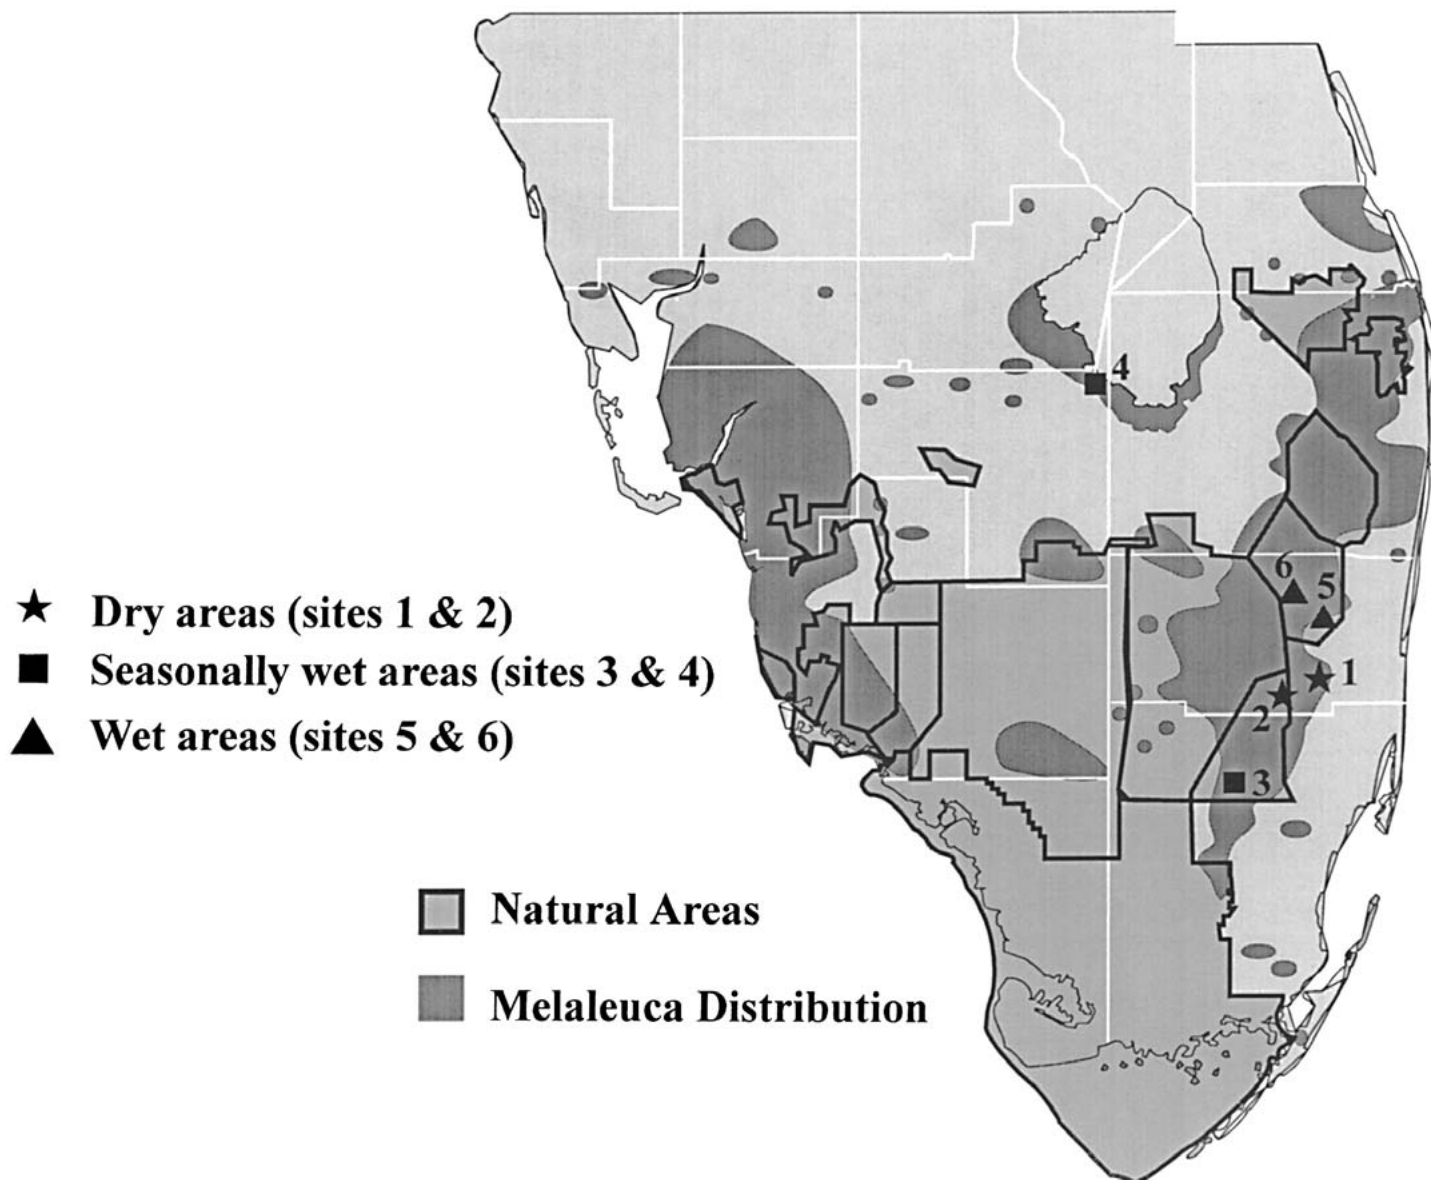 4
6
5
1
2
3
Dry areas (sites 1 & 2)
Seasonally wet areas (sites 3 & 4)
Wet areas (sites 5 & 6)
Natural Areas
Melaleuca Distribution